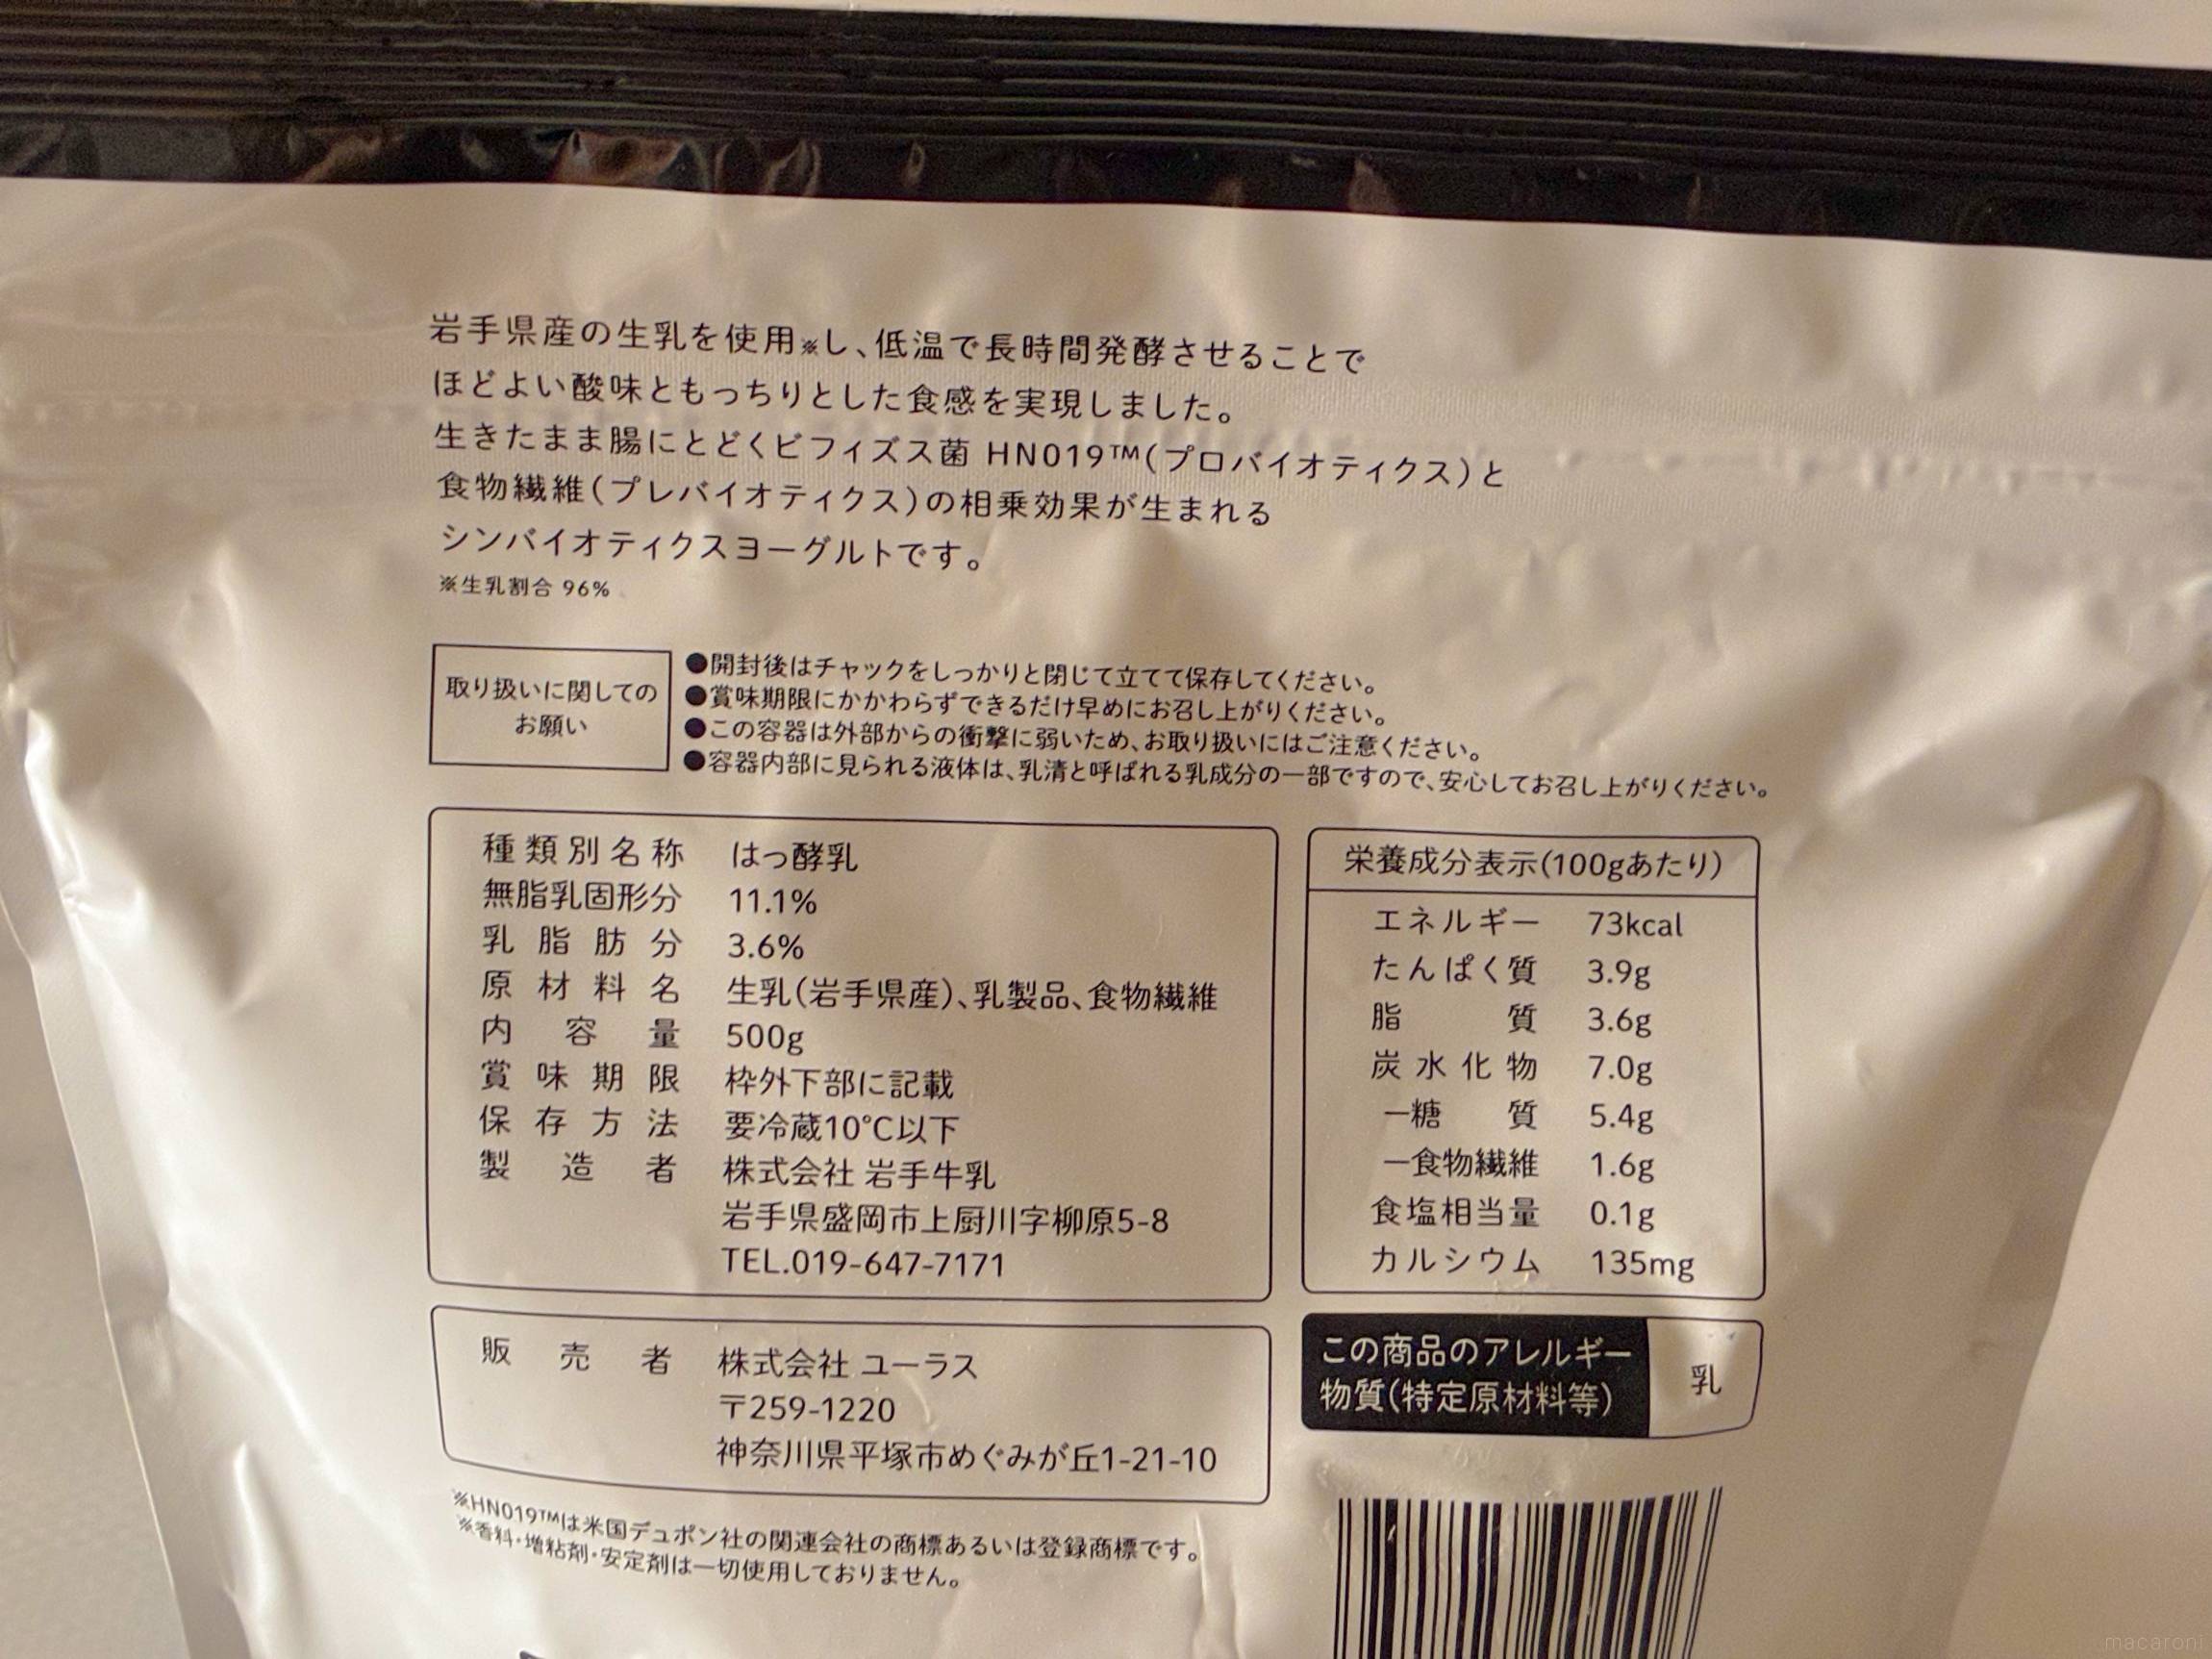 岩手県産の生乳を使用※し、低温で長時間発酵させることで
ほどよい酸味ともっちりとした食感を実現しました。
生きたまま腸にとどくビフィズス菌 HN019™(プロバイオティクス)と
食物繊維(プレバイオティクス)の相乗効果が生まれる
シンバイオティクスヨーグルトです。
※生乳割合 96%
取り扱いに関しての
お願い
●開封後はチャックをしっかりと閉じて立てて保存してください。
●賞味期限にかかわらずできるだけ早めにお召し上がりください。
●この容器は外部からの衝撃に弱いため、お取り扱いにはご注意ください。
●容器内部に見られる液体は、乳清と呼ばれる乳成分の一部ですので、安心してお召し上がりください。
種類別名称 はっ酵乳
無脂乳固形分 11.1%
乳脂肪分 3.6%
原材料名 生乳(岩手県産)、乳製品、食物繊維
内容量 500g
賞味期限 枠外下部に記載
保存方法 要冷蔵10℃以下
製造者 株式会社 岩手牛乳
岩手県盛岡市上厨川字柳原5-8
TEL.019-647-7171
栄養成分表示(100gあたり)
エネルギー 73kcal
たんぱく質 3.9g
脂質 3.6g
炭水化物 7.0g
ー糖質 5.4g
ー食物繊維 1.6g
食塩相当量 0.1g
カルシウム 135mg
販売者 株式会社 ユーラス
〒259-1220
神奈川県平塚市めぐみが丘1-21-10
この商品のアレルギー
物質(特定原材料等)
乳
※HN019™は米国デュポン社の関連会社の商標あるいは登録商標です。
※香料・増粘剤・安定剤は一切使用しておりません。
macaroni